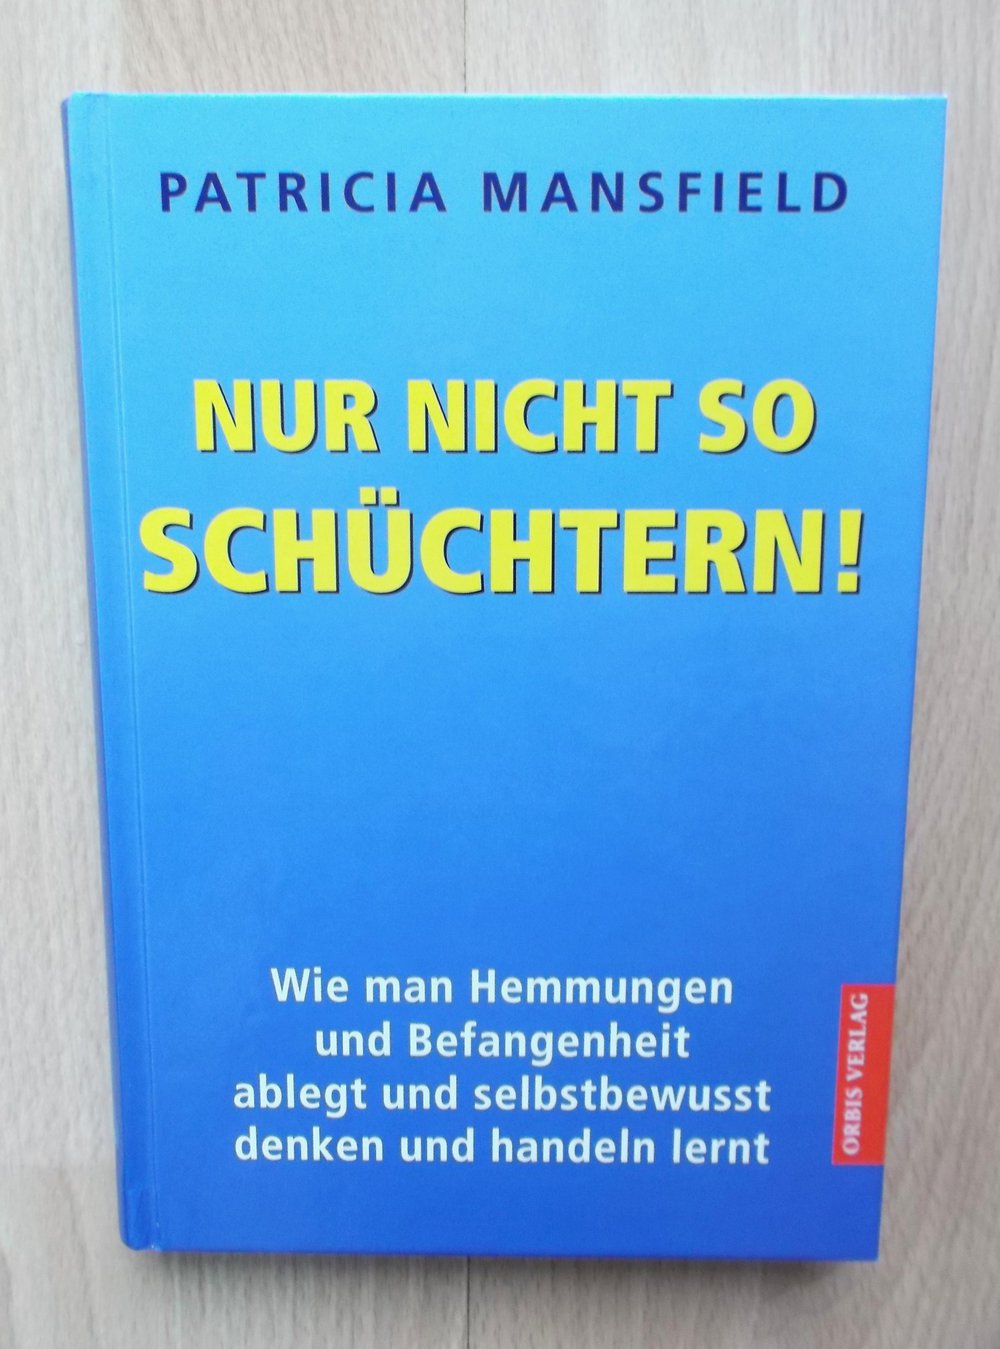 PATRICIA MANSFIELD
NUR NICHT SO
SCHÜCHTERN!
Wie man Hemmungen
und Befangenheit
ablegt und selbstbewusst
denken und handeln lernt
ORBIS VERLAG